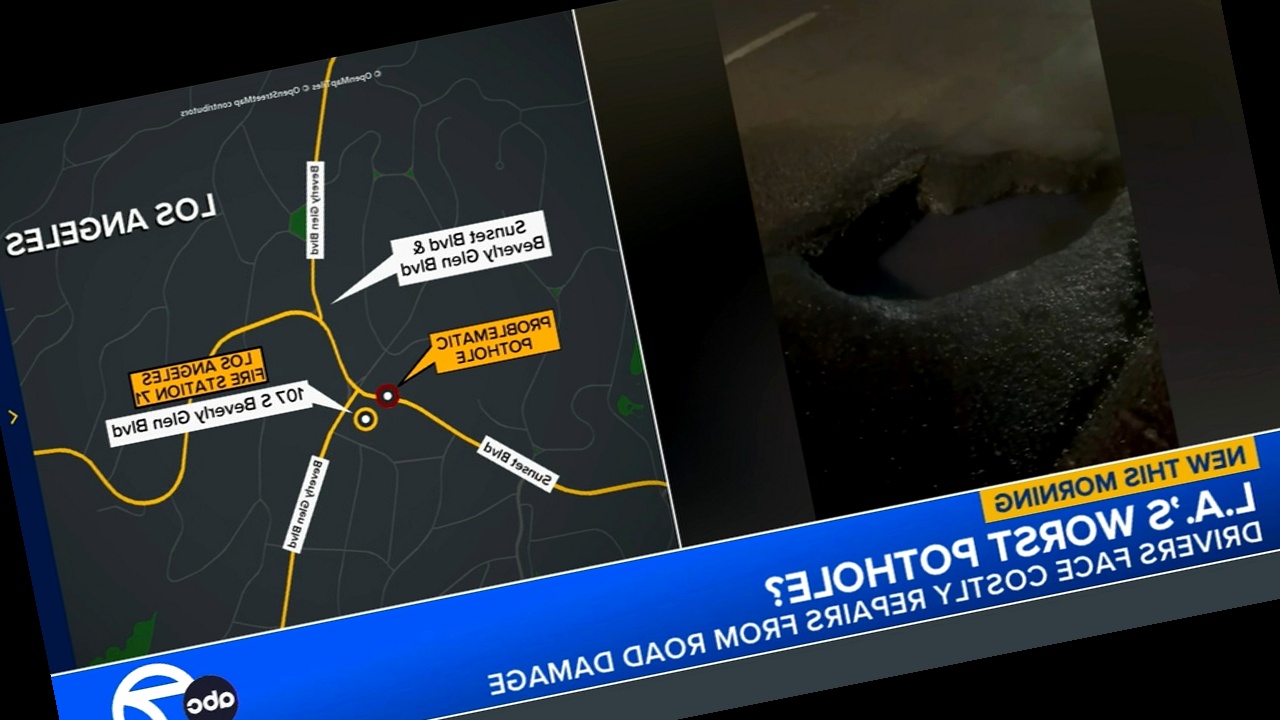 © OpenMapTiles © OpenStreetMap contributors
LOS ANGELES
Beverly Glen Blvd
Sunset Blvd &
Beverly Glen Blvd
PROBLEMATIC
POTHOLE
LOS ANGELES
FIRE STATION 71
107 S Beverly Glen Blvd
Sunset Blvd
Beverly Glen Blvd
NEW THIS MORNING
L.A.'S WORST POTHOLE?
DRIVERS FACE COSTLY REPAIRS FROM ROAD DAMAGE
7
abc